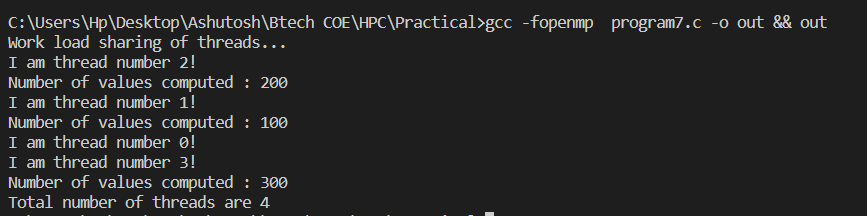 C:\Users\Hp\Desktop\Ashutosh\Btech COE\HPC\Practical>gcc -fopenmp  program7.c -o out && out
Work load sharing of threads...
I am thread number 2!
Number of values computed : 200
I am thread number 1!
Number of values computed : 100
I am thread number 0!
I am thread number 3!
Number of values computed : 300
Total number of threads are 4